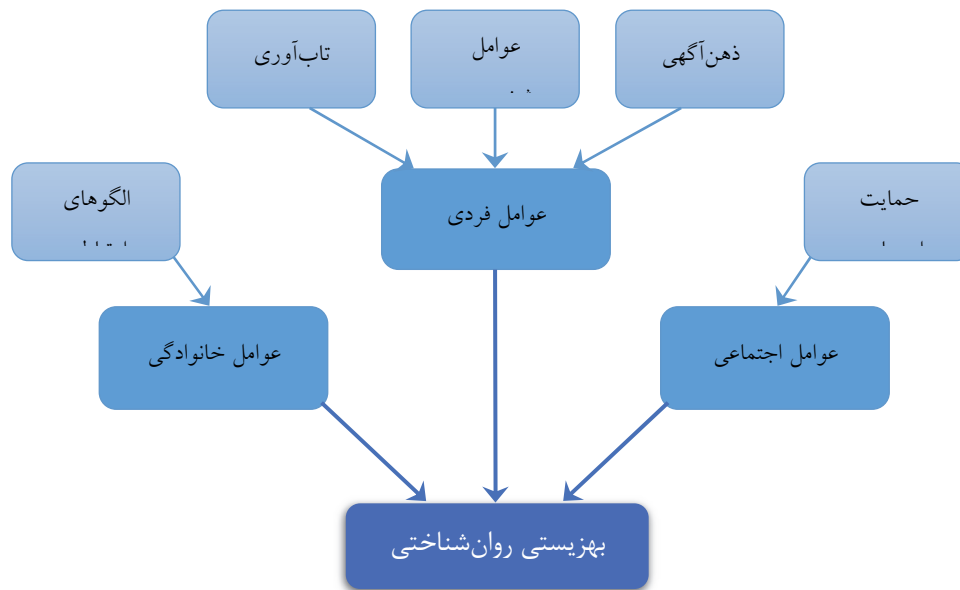 ذهن‌آگهی
عوامل
تاب‌آوری
حمایت
عوامل فردی
الگوهای
عوامل اجتماعی
عوامل خانوادگی
بهزیستی روان‌شناختی